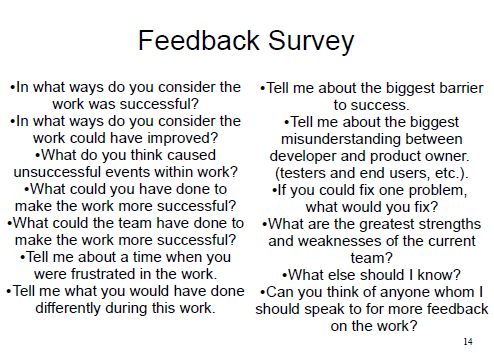 Feedback Survey
•In what ways do you consider the
work was successful?
•In what ways do you consider the
work could have improved?
•What do you think caused
unsuccessful events within work?
•What could you have done to
make the work more successful?
•What could the team have done to
make the work more successful?
•Tell me about a time when you
were frustrated in the work.
•Tell me what you would have done
differently during this work.
•Tell me about the biggest barrier
to success.
•Tell me about the biggest
misunderstanding between
developer and product owner.
(testers and end users, etc.).
•If you could fix one problem,
what would you fix?
•What are the greatest strengths
and weaknesses of the current
team?
•What else should I know?
•Can you think of anyone whom I
should speak to for more feedback
on the work?
14